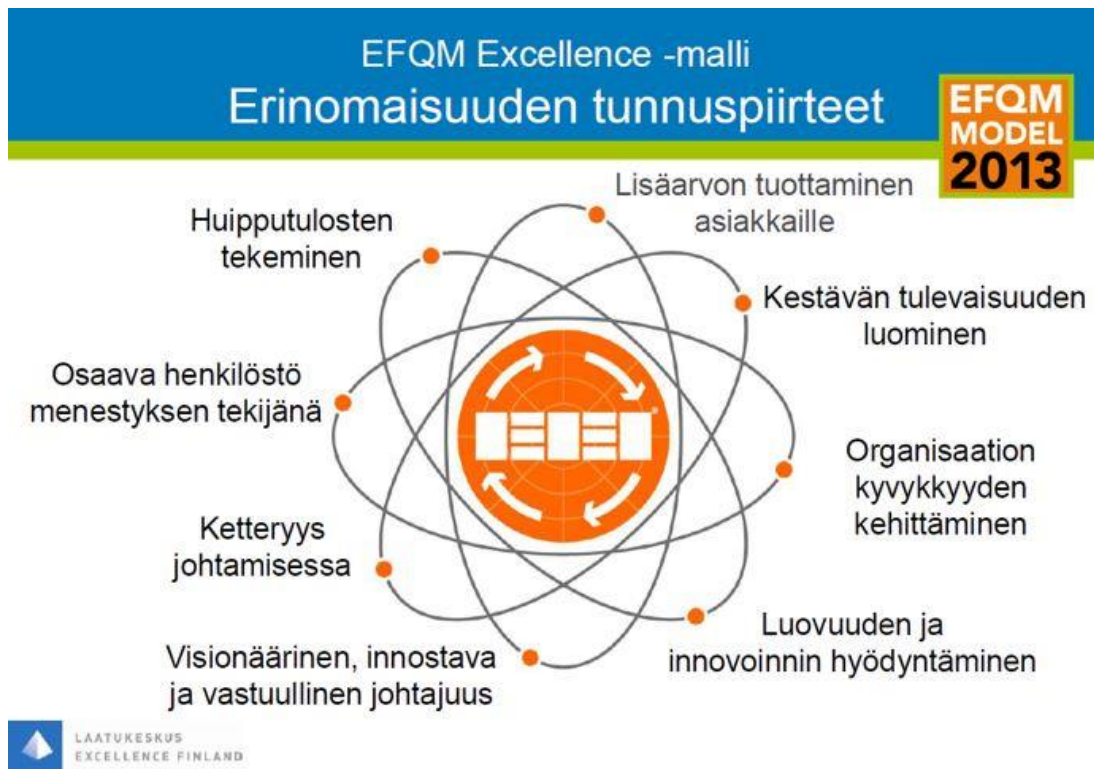 EFQM Excellence -malli
Erinomaisuuden tunnuspiirteet
EFQM
MODEL
2013
Lisäarvon tuottaminen
asiakkaille
Kestävän tulevaisuuden
luominen
Organisaation
kyvykkyyden
kehittäminen
Luovuuden ja
innovoinnin hyödyntäminen
Visionäärinen, innostava
ja vastuullinen johtajuus
Ketteryys
johtamisessa
Osaava henkilöstö
menestyksen tekijänä
Huipputulosten
tekeminen
LAATUKESKUS
EXCELLENCE FINLAND